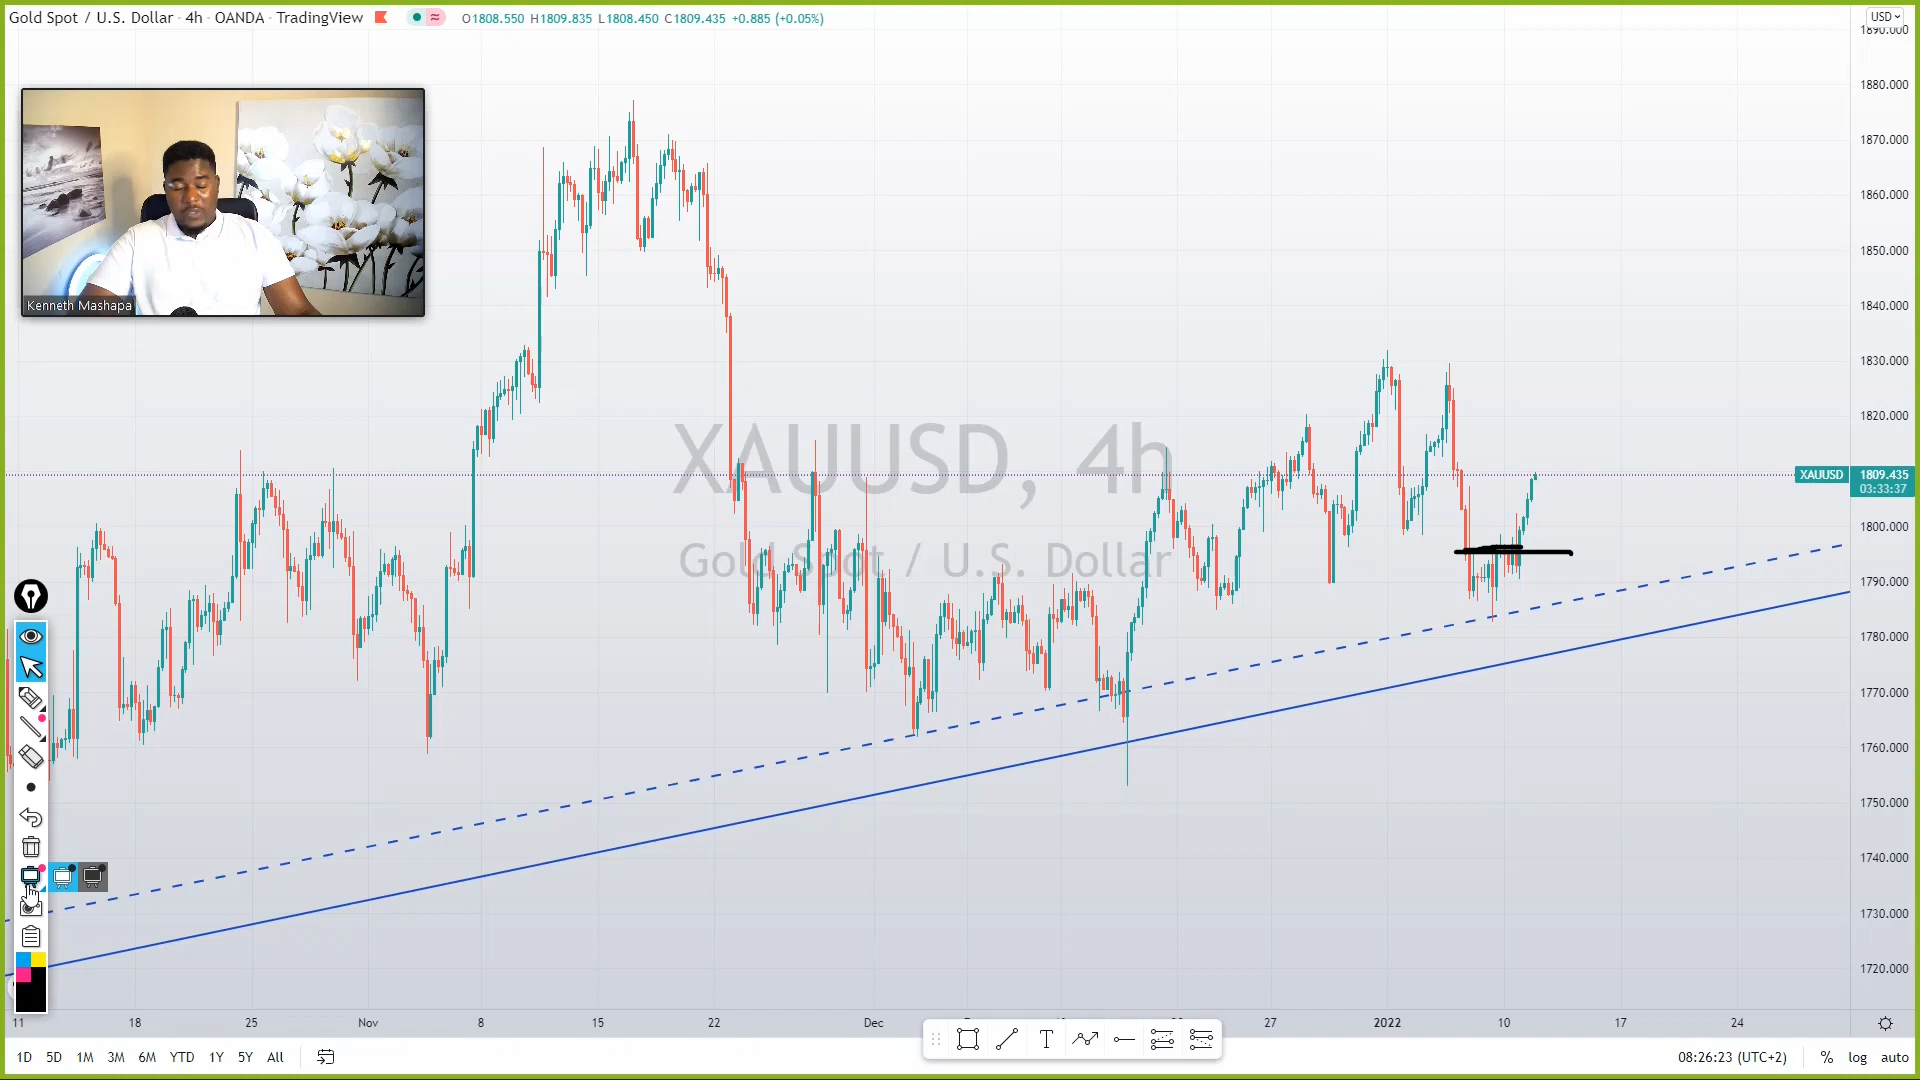 Gold Spot / U.S. Dollar · 4h · OANDA · TradingView
O1808.550 H1809.835 L1808.450 C1809.435 +0.885 (+0.05%)
USD
1890.000
1880.000
1870.000
1860.000
1850.000
1840.000
1830.000
1820.000
XAUUSD 1809.435
03:33:37
1800.000
1790.000
1780.000
1770.000
1760.000
1750.000
1740.000
1730.000
1720.000
Kenneth Mashapa
XAUUSD, 4h
Gold Spot / U.S. Dollar
11 18 25 Nov 8 15 22 Dec 27 2022 10 17 24
1D 5D 1M 3M 6M YTD 1Y 5Y All
T
08:26:23 (UTC+2) % log auto